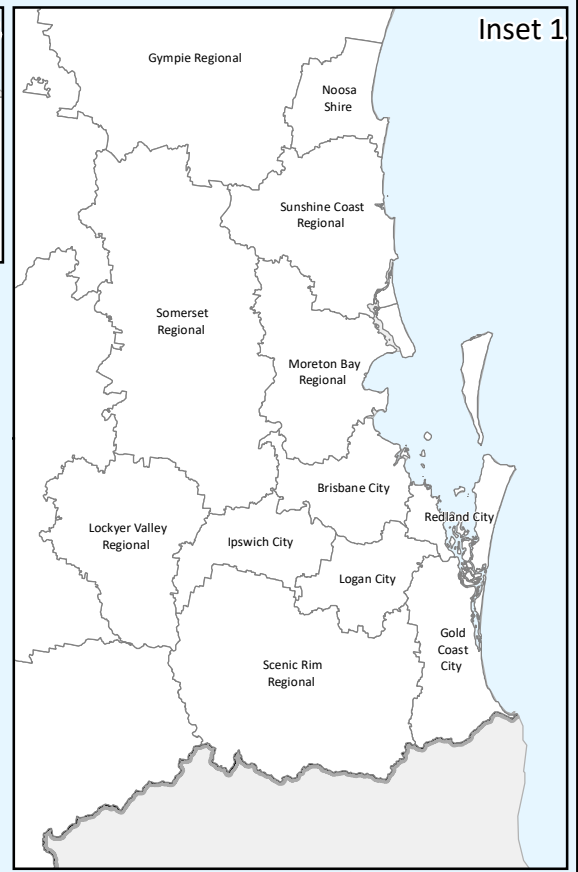 Inset 1
Gympie Regional
Noosa
Shire
Sunshine Coast
Regional
Somerset
Regional
Moreton Bay
Regional
Brisbane City
Redland City
Lockyer Valley
Regional
Ipswich City
Logan City
Gold
Coast
City
Scenic Rim
Regional